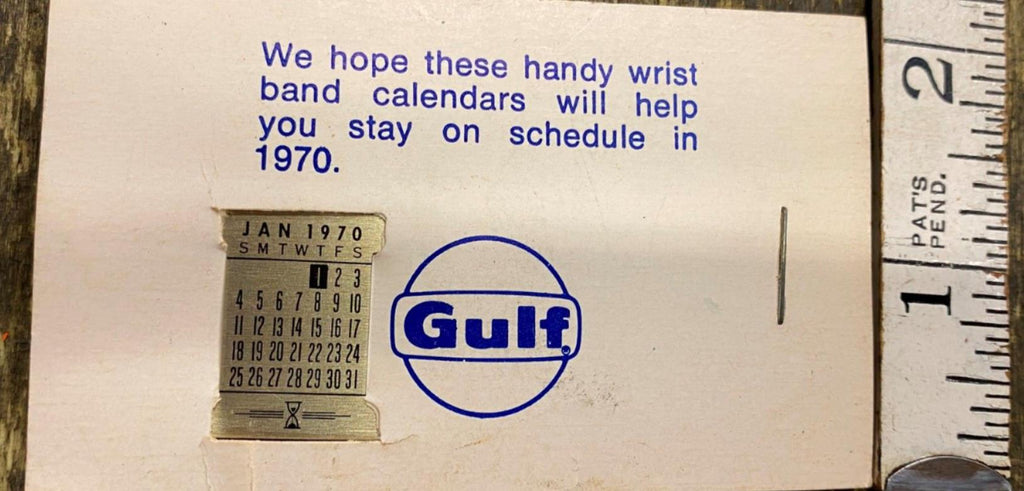 We hope these handy wrist
band calendars will help
you stay on schedule in
1970.
JAN 1970
S M T W T F S
1 2 3
4 5 6 7 8 9 10
11 12 13 14 15 16 17
18 19 20 21 22 23 24
25 26 27 28 29 30 31
Gulf®
2
PAT'S
PEND.
1